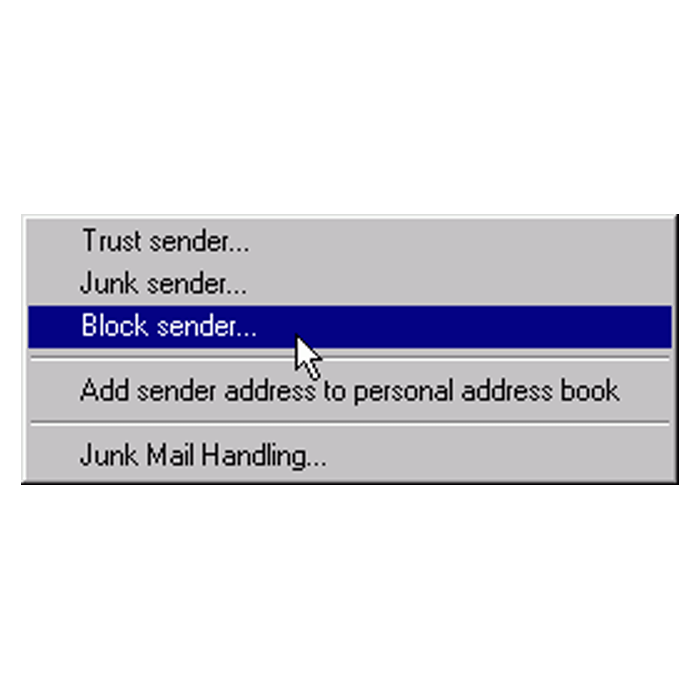 Trust sender...
Junk sender...
Block sender...
Add sender address to personal address book
Junk Mail Handling...